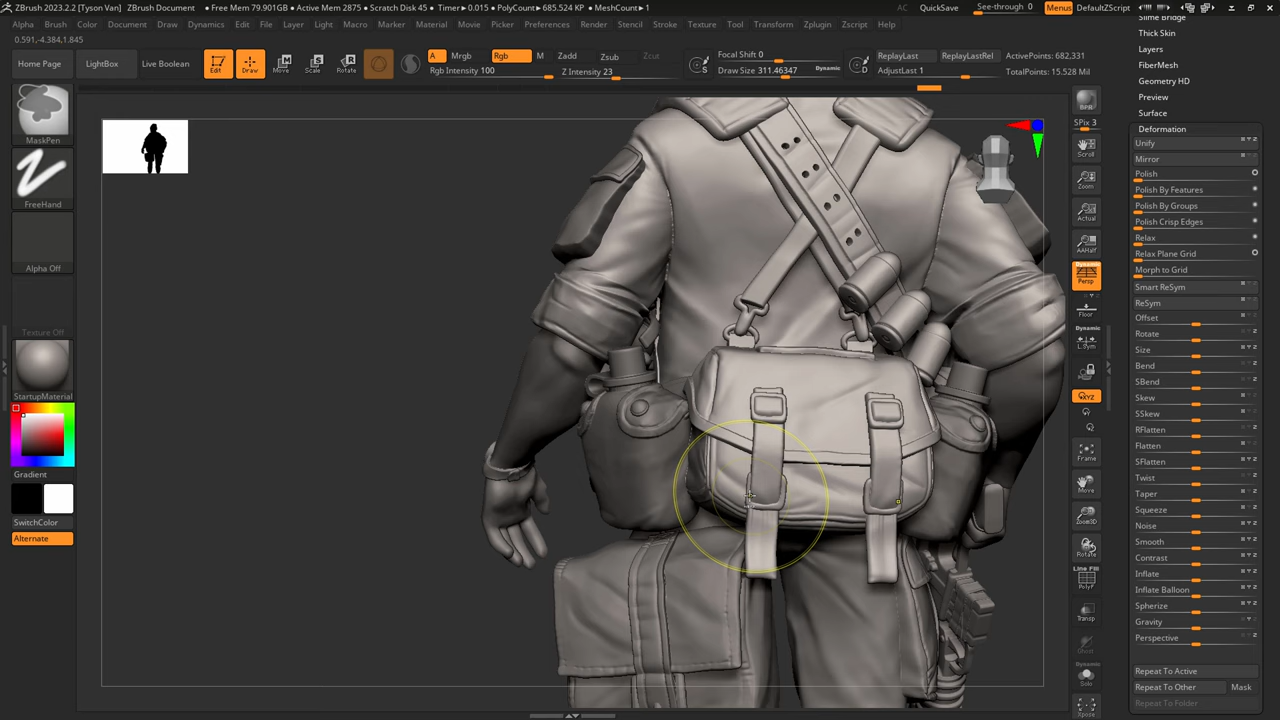 ZBrush 2023.2.2 [Tyson Van] ZBrush Document ● Free Mem 79.901GB ● Active Mem 2875 ● Scratch Disk 45 ● Timer▸0.015 ● PolyCount▸685.524 KP ● MeshCount▸1 AC QuickSave See-through 0 Menus DefaultZScript
Alpha Brush Color Document Draw Dynamics Edit File Layer Light Macro Marker Material Movie Picker Preferences Render Stencil Stroke Texture Tool Transform Zplugin Zscript Help
0.591,-4.384,1.845
Home Page LightBox Live Boolean Edit Draw Move Scale Rotate
A Mrgb Rgb M Zadd Zsub Zcut
Rgb Intensity 100 Z Intensity 23
S Focal Shift 0
Draw Size 311.46347 Dynamic
D ReplayLast ReplayLastRel ActivePoints: 682,331
AdjustLast 1 TotalPoints: 15.528 Mil
MaskPen
FreeHand
Alpha Off
Texture Off
StartupMaterial
Gradient
SwitchColor
Alternate
BPR
SPix 3
Scroll
Zoom
Actual
AAHalf
Dynamic
Persp
Floor
Dynamic
L.Sym
XYZ
Frame
Move
Zoom3D
Rotate
Line Fill
PolyF
Transp
Ghost
Dynamic
Solo
Xpose
Slime Bridge
Thick Skin
Layers
FiberMesh
Geometry HD
Preview
Surface
Deformation
Unify
Mirror
Polish
Polish By Features
Polish By Groups
Polish Crisp Edges
Relax
Relax Plane Grid
Morph to Grid
Smart ReSym
ReSym
Offset
Rotate
Size
Bend
SBend
Skew
SSkew
RFlatten
Flatten
SFlatten
Twist
Taper
Squeeze
Noise
Smooth
Contrast
Inflate
Inflate Balloon
Spherize
Gravity
Perspective
Repeat To Active
Repeat To Other Mask
Repeat To Folder